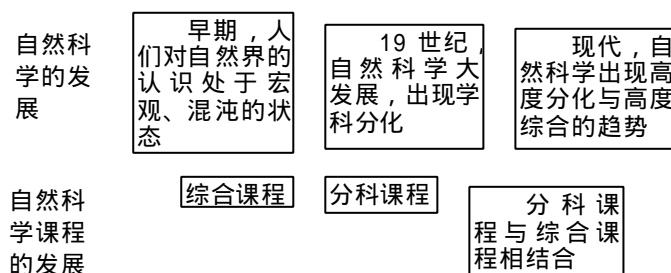 自然科
学的发
展
早期，人
们对自然界的
认识处于宏
观、混沌的状
态
19 世纪，
自然科学大
发展，出现学
科分化
现代，自
然科学出现高
度分化与高度
综合的趋势
自然科
学课程
的发展
综合课程
分科课程
分科课
程与综合课
程相结合